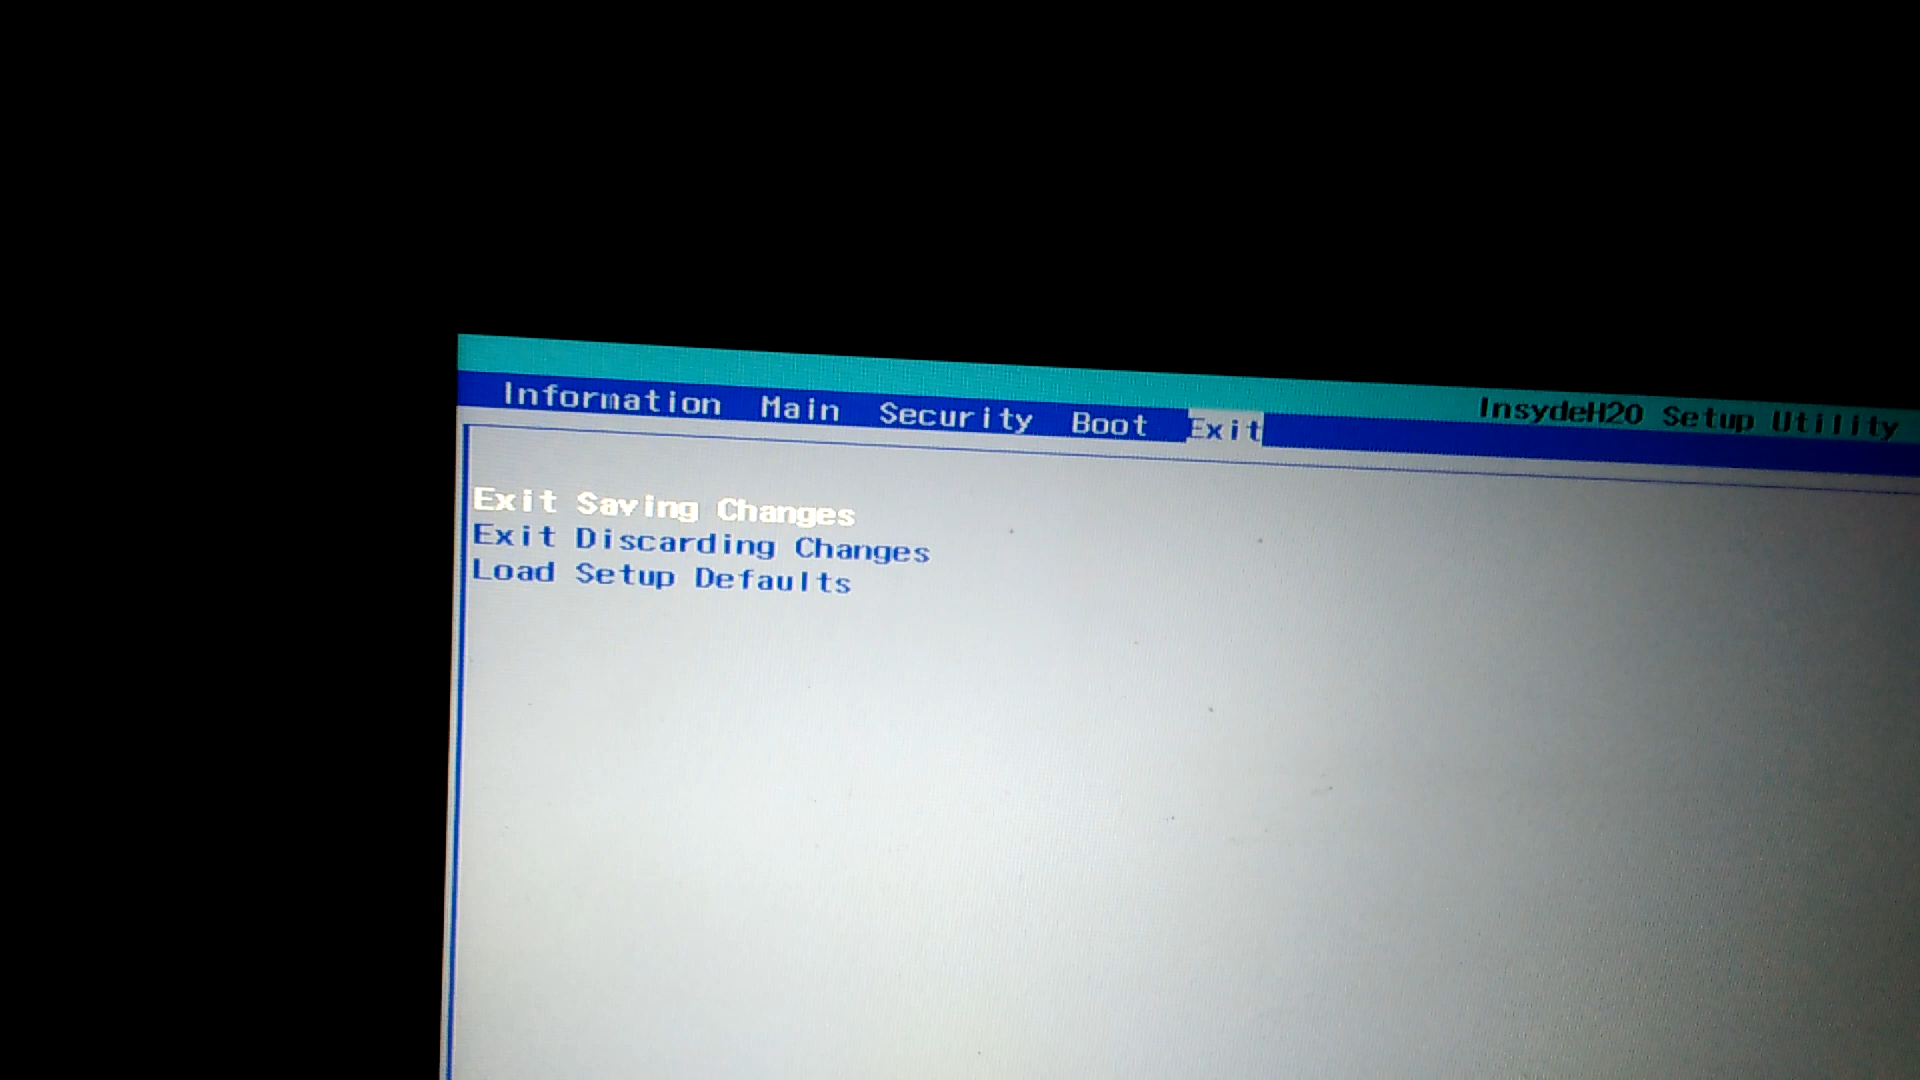 InsydeH20 Setup Utility
Information Main Security Boot Exit
Exit Saving Changes
Exit Discarding Changes
Load Setup Defaults